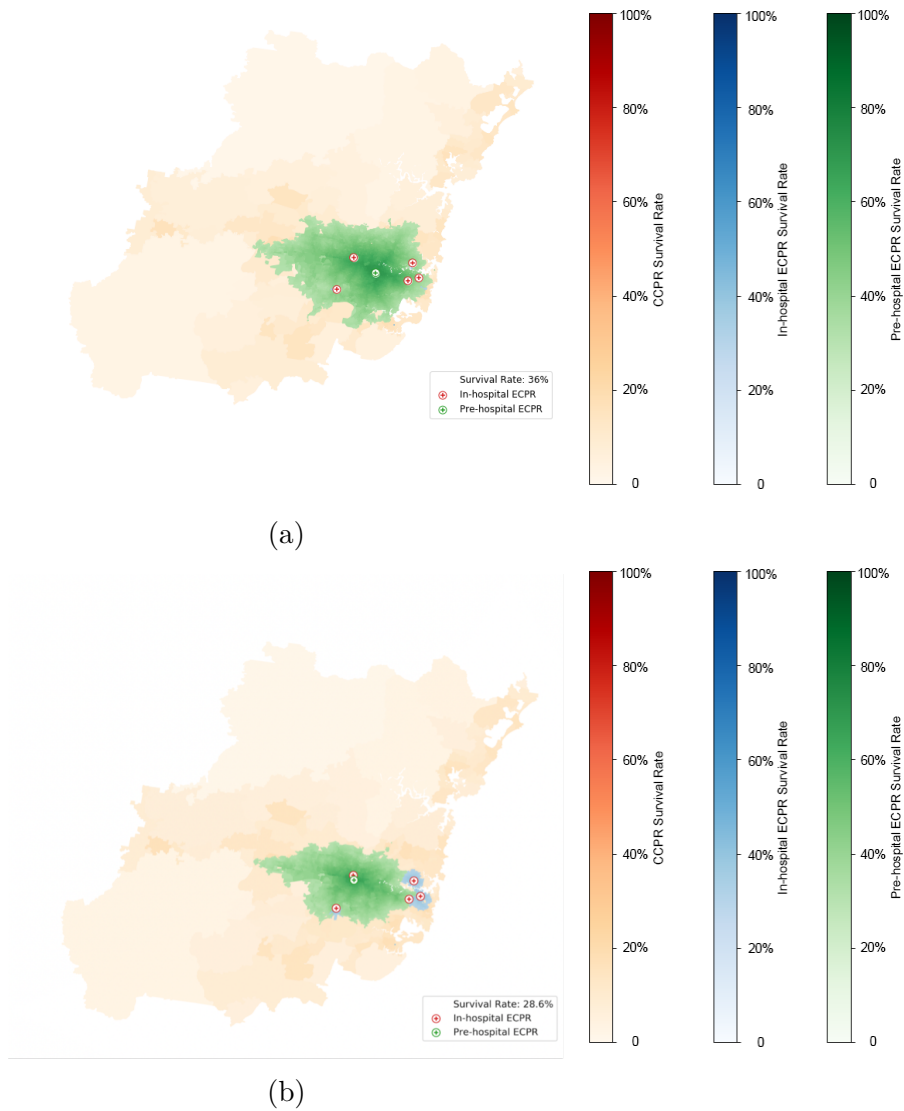 100%
80%
60%
40%
20%
0
CCPR Survival Rate
100%
80%
60%
40%
20%
0
In-hospital ECPR Survival Rate
100%
80%
60%
40%
20%
0
Pre-hospital ECPR Survival Rate
Survival Rate: 36%
In-hospital ECPR
Pre-hospital ECPR
(a)
100%
80%
60%
40%
20%
0
CCPR Survival Rate
100%
80%
60%
40%
20%
0
In-hospital ECPR Survival Rate
100%
80%
60%
40%
20%
0
Pre-hospital ECPR Survival Rate
Survival Rate: 28.6%
In-hospital ECPR
Pre-hospital ECPR
(b)